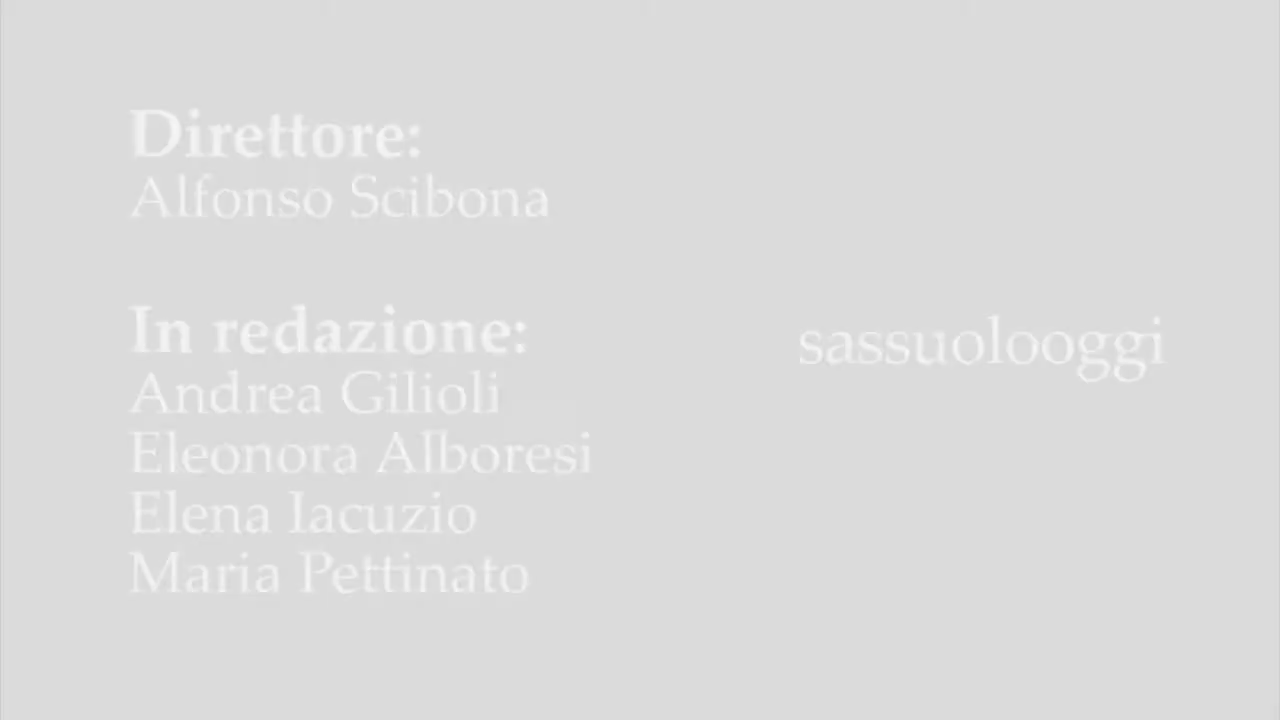 Direttore:
Alfonso Scibona
In redazione:
Andrea Gilioli
Eleonora Alboresi
Elena Iacuzio
Maria Pettinato
sassuolooggi